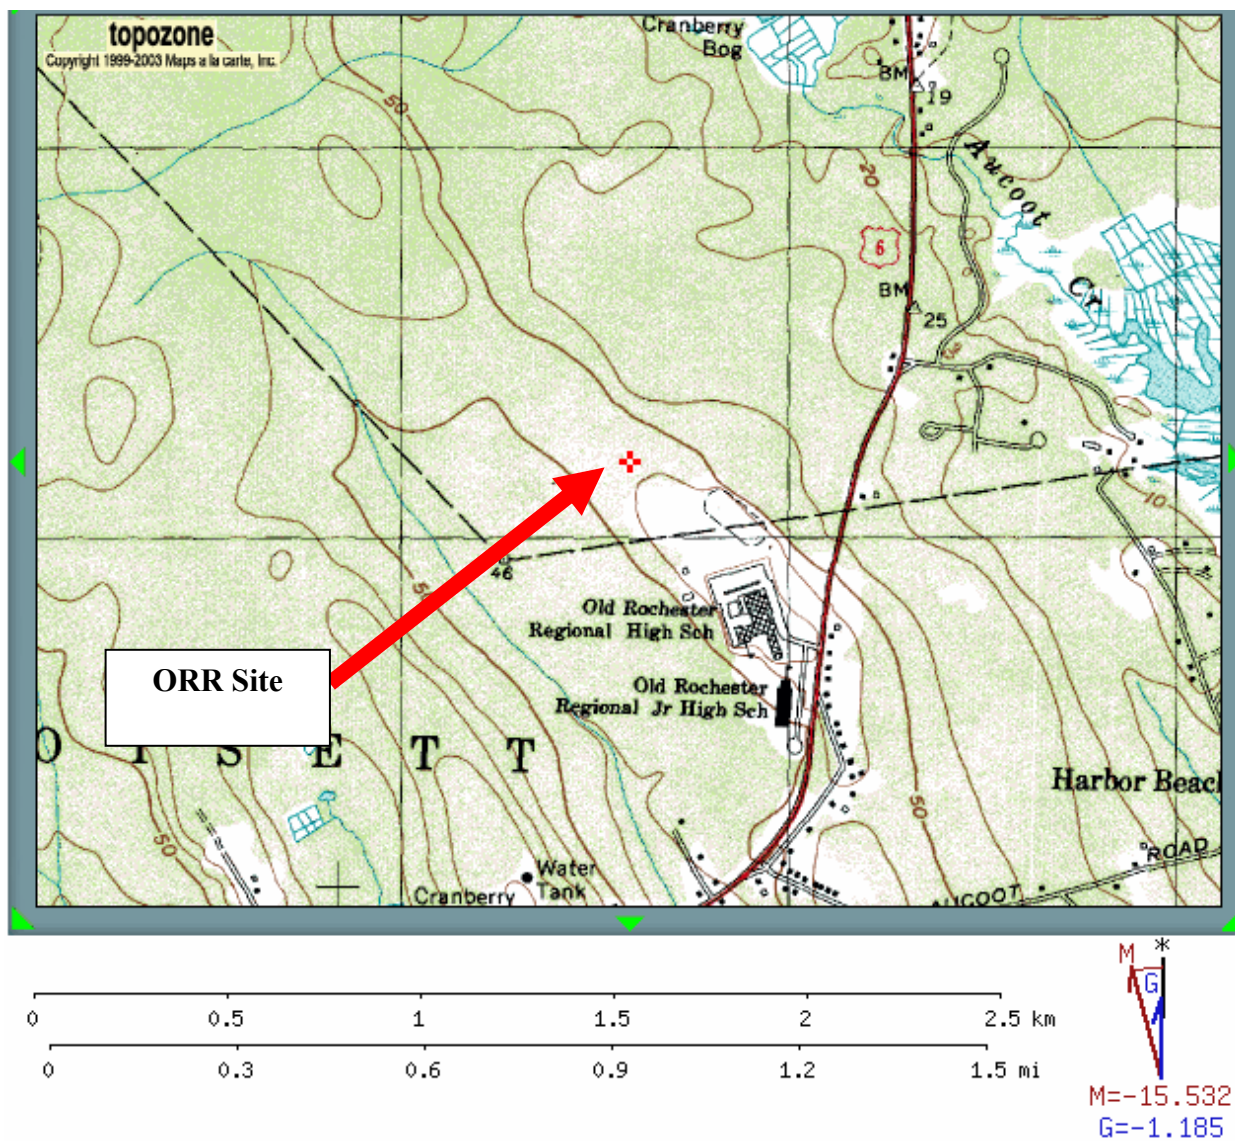 topozone
Copyright 1999-2003 Maps a la carte, Inc.
Cranberry
Bog
50
BM
19
Aucoot
20
6
Cr
BM
25
10
46
50
Old Rochester
Regional High Sch
ORR Site
Old Rochester
Regional Jr High Sch
O T S E T T
Harbor Beach
50
50
ROAD
Water
Tank
Cranberry
AUCOOT
M *
G
0 0.5 1 1.5 2 2.5 km
0 0.3 0.6 0.9 1.2 1.5 mi
M=-15.532
G=-1.185